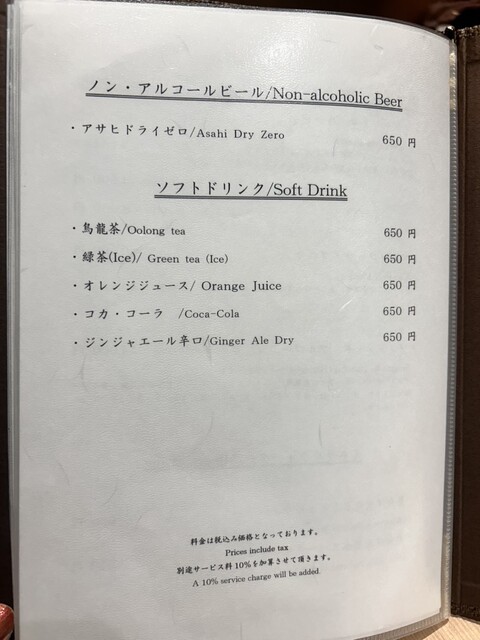 ノン・アルコールビール/Non-alcoholic Beer
・アサヒドライゼロ/Asahi Dry Zero 650 円
ソフトドリンク/Soft Drink
・烏龍茶/Oolong tea 650 円
・緑茶(Ice)/ Green tea (Ice) 650 円
・オレンジジュース/ Orange Juice 650 円
・コカ・コーラ /Coca-Cola 650 円
・ジンジャエール辛口/Ginger Ale Dry 650 円
料金は税込み価格となっております。
Prices include tax
別途サービス料10%を加算させて頂きます。
A 10% service charge will be added